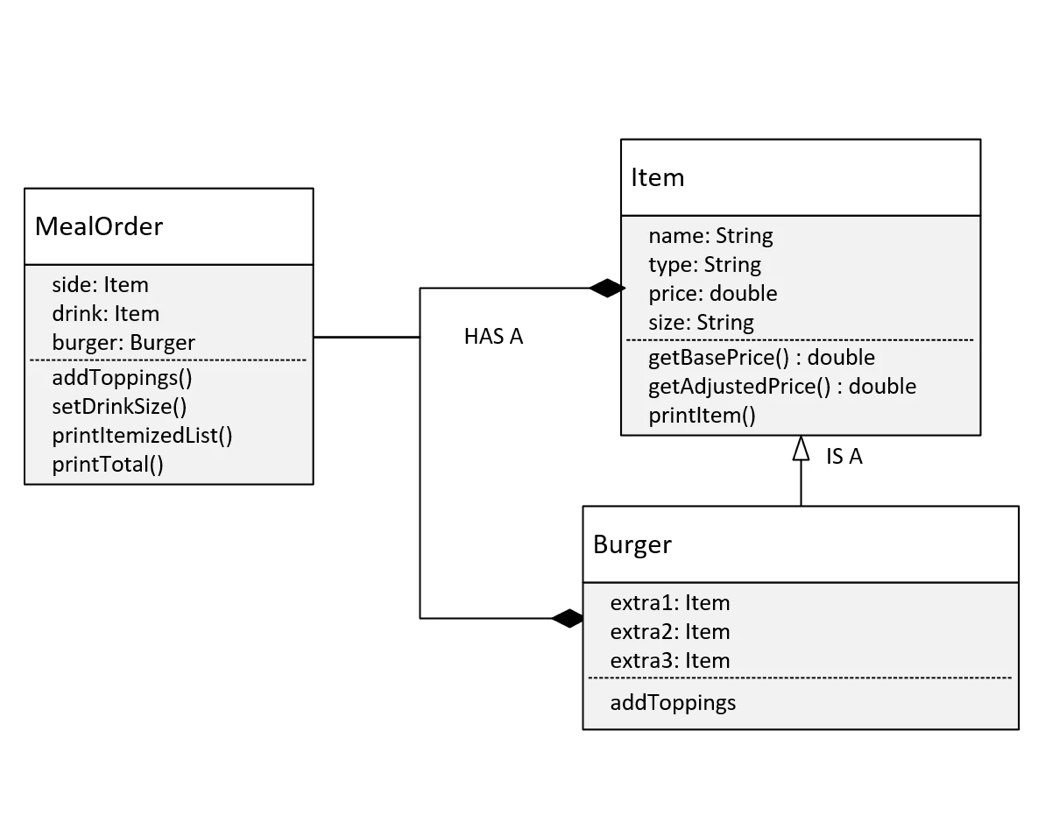 MealOrder
side: Item
drink: Item
burger: Burger
addToppings()
setDrinkSize()
printItemizedList()
printTotal()
HAS A
Item
name: String
type: String
price: double
size: String
getBasePrice() : double
getAdjustedPrice() : double
printItem()
IS A
Burger
extra1: Item
extra2: Item
extra3: Item
addToppings